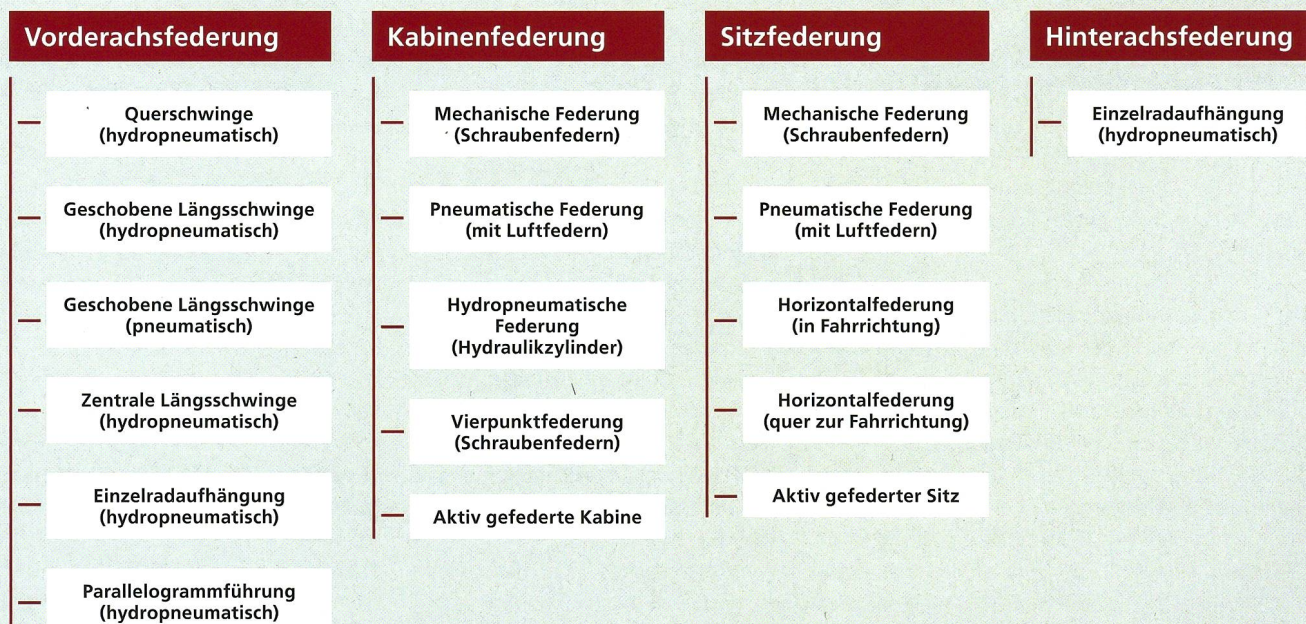 Vorderachsfederung
Querschwinge
(hydropneumatisch)
Geschobene Längsschwinge
(hydropneumatisch)
Geschobene Längsschwinge
(pneumatisch)
Zentrale Längsschwinge
(hydropneumatisch)
Einzelradaufhängung
(hydropneumatisch)
Parallelogrammführung
(hydropneumatisch)
Kabinenfederung
Mechanische Federung
(Schraubenfedern)
Pneumatische Federung
(mit Luftfedern)
Hydropneumatische
Federung
(Hydraulikzylinder)
Vierpunktfederung
(Schraubenfedern)
Aktiv gefederte Kabine
Sitzfederung
Mechanische Federung
(Schraubenfedern)
Pneumatische Federung
(mit Luftfedern)
Horizontalfederung
(in Fahrrichtung)
Horizontalfederung
(quer zur Fahrrichtung)
Aktiv gefederter Sitz
Hinterachsfederung
Einzelradaufhängung
(hydropneumatisch)